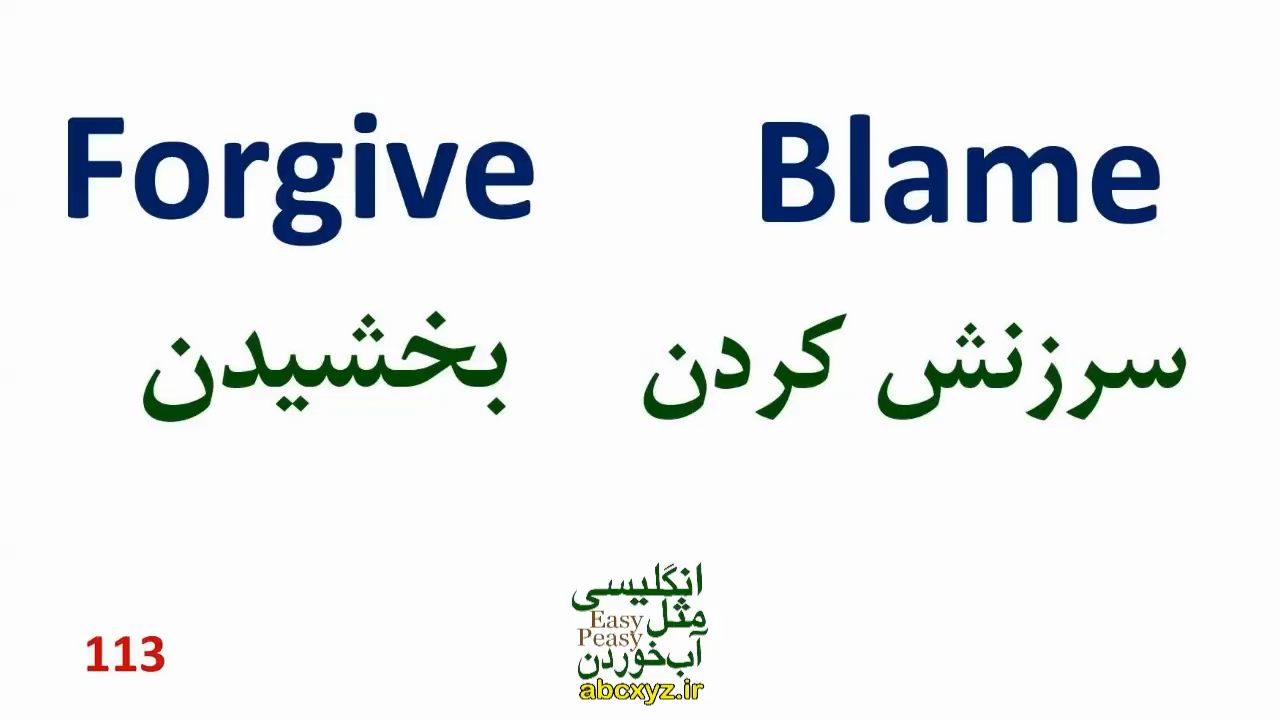 Forgive Blame
بخشیدن سرزنش کردن
انگلیسی
مثل Easy
Peasy
آب خوردن
abcxyz.ir
113